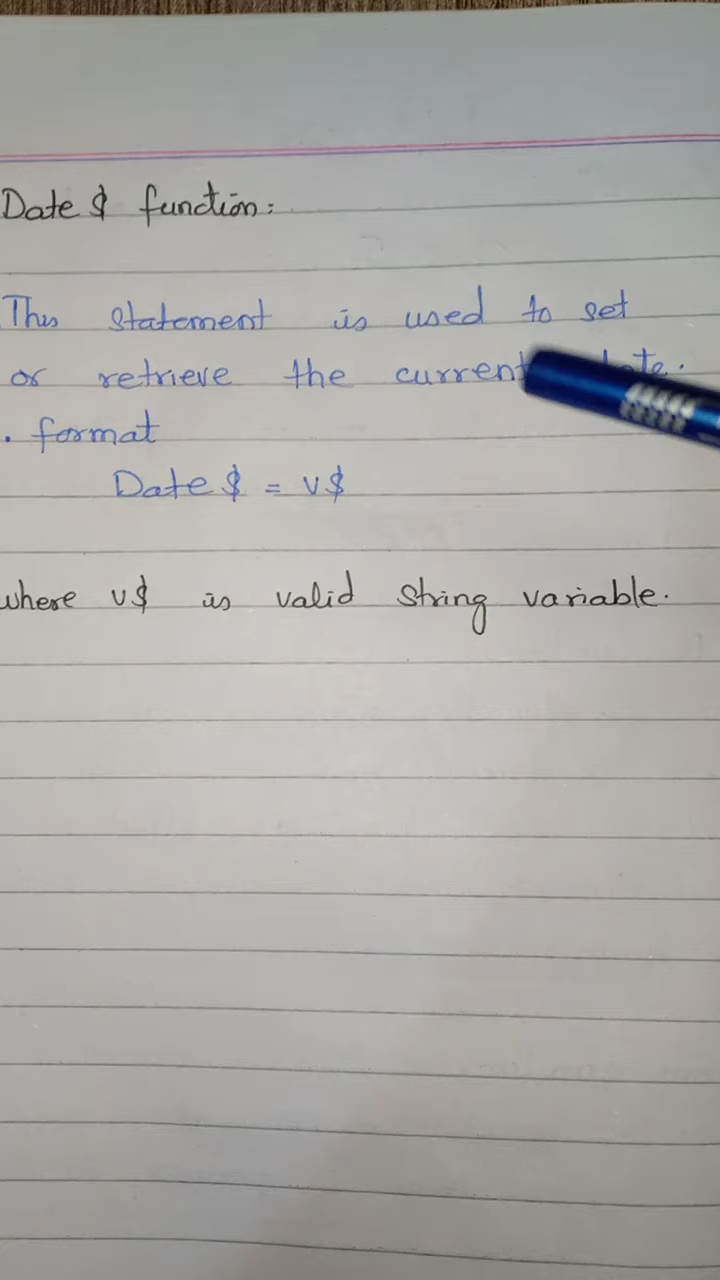 Date $ function:
This statement is used to set
or retrieve the current date.
. format
Date $ = v$
where v$ is valid string variable.